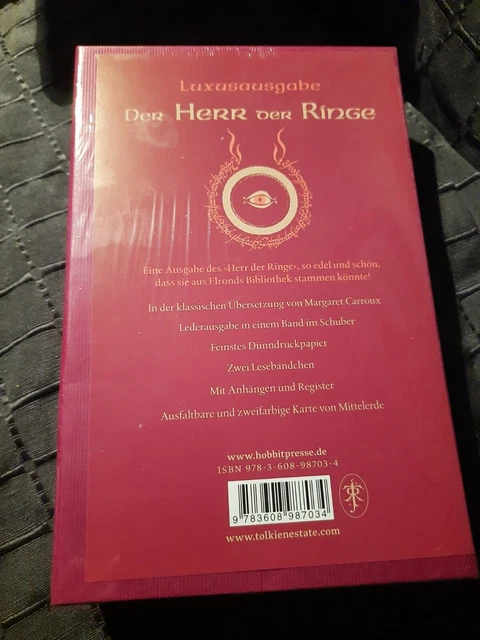 Luxusausgabe
Der Herr der Ringe
Eine Ausgabe des »Herr der Ringe«, so edel und schön,
dass sie aus Elronds Bibliothek stammen könnte!
In der klassischen Übersetzung von Margaret Carroux
Lederausgabe in einem Band im Schuber
Feinstes Dünndruckpapier
Zwei Lesebändchen
Mit Anhängen und Register
Ausfaltbare und zweifarbige Karte von Mittelerde
www.hobbitpresse.de
ISBN 978-3-608-98703-4
9 783608 987034
www.tolkienestate.com